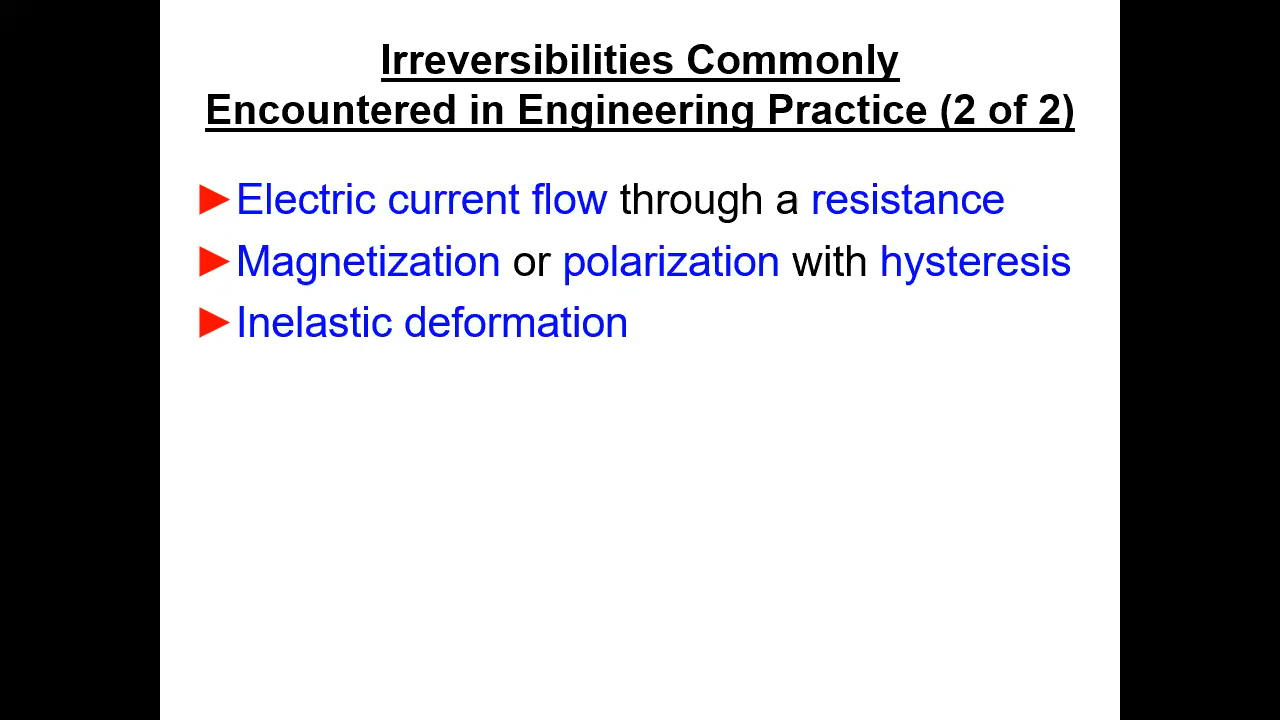 Irreversibilities Commonly
Encountered in Engineering Practice (2 of 2)
►Electric current flow through a resistance
►Magnetization or polarization with hysteresis
►Inelastic deformation